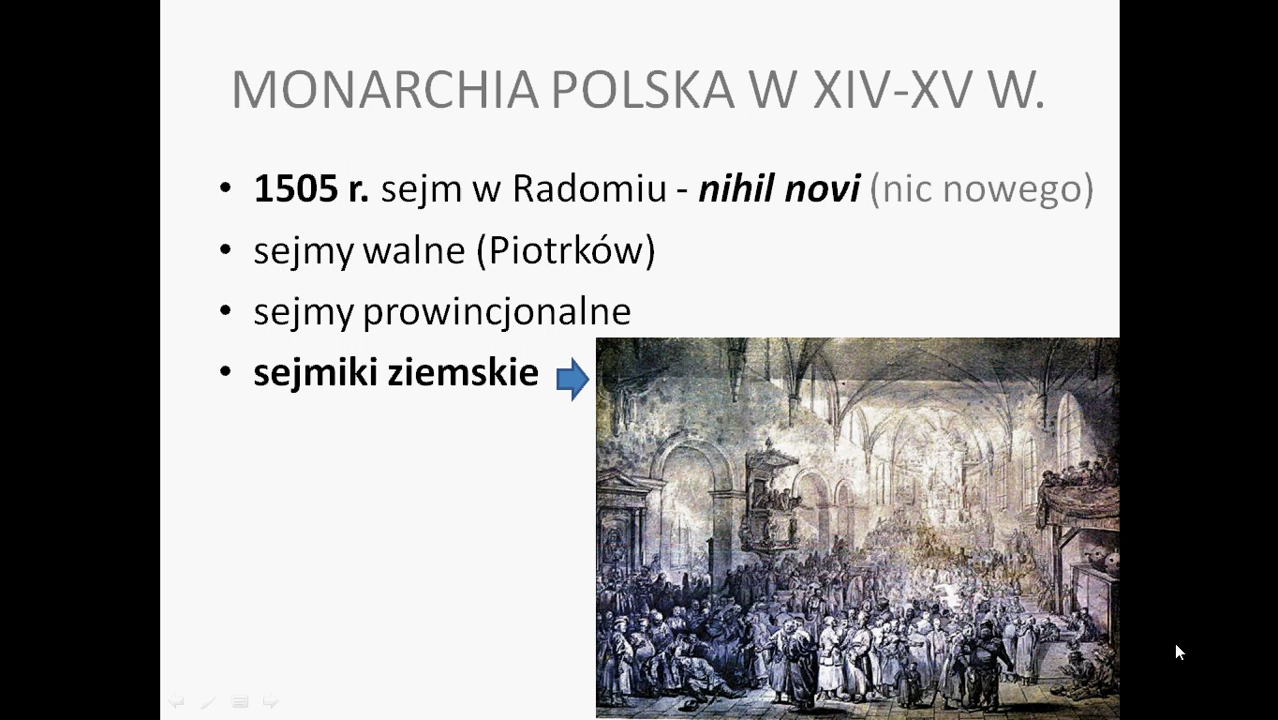 MONARCHIA POLSKA W XIV-XV W.
• 1505 r. sejm w Radomiu - nihil novi (nic nowego)
• sejmy walne (Piotrków)
• sejmy prowincjonalne
• sejmiki ziemskie